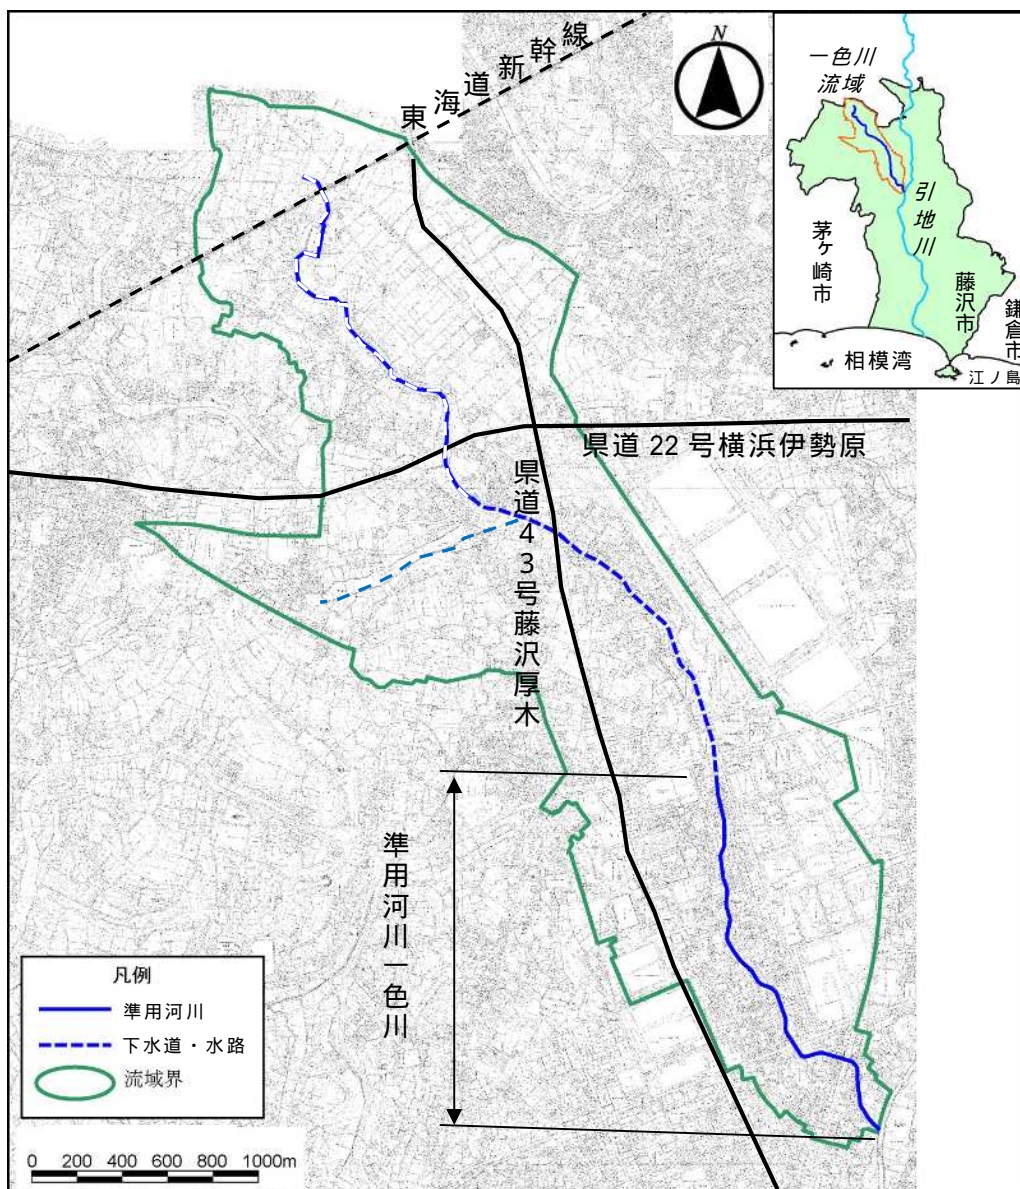 東海道新幹線
N
一色川
流域
引地川
茅ヶ崎市
藤沢市
鎌倉市
相模湾
江ノ島
県道 22 号横浜伊勢原
県道43号藤沢厚木
準用河川一色川
凡例
準用河川
下水道・水路
流域界
0 200 400 600 800 1000m